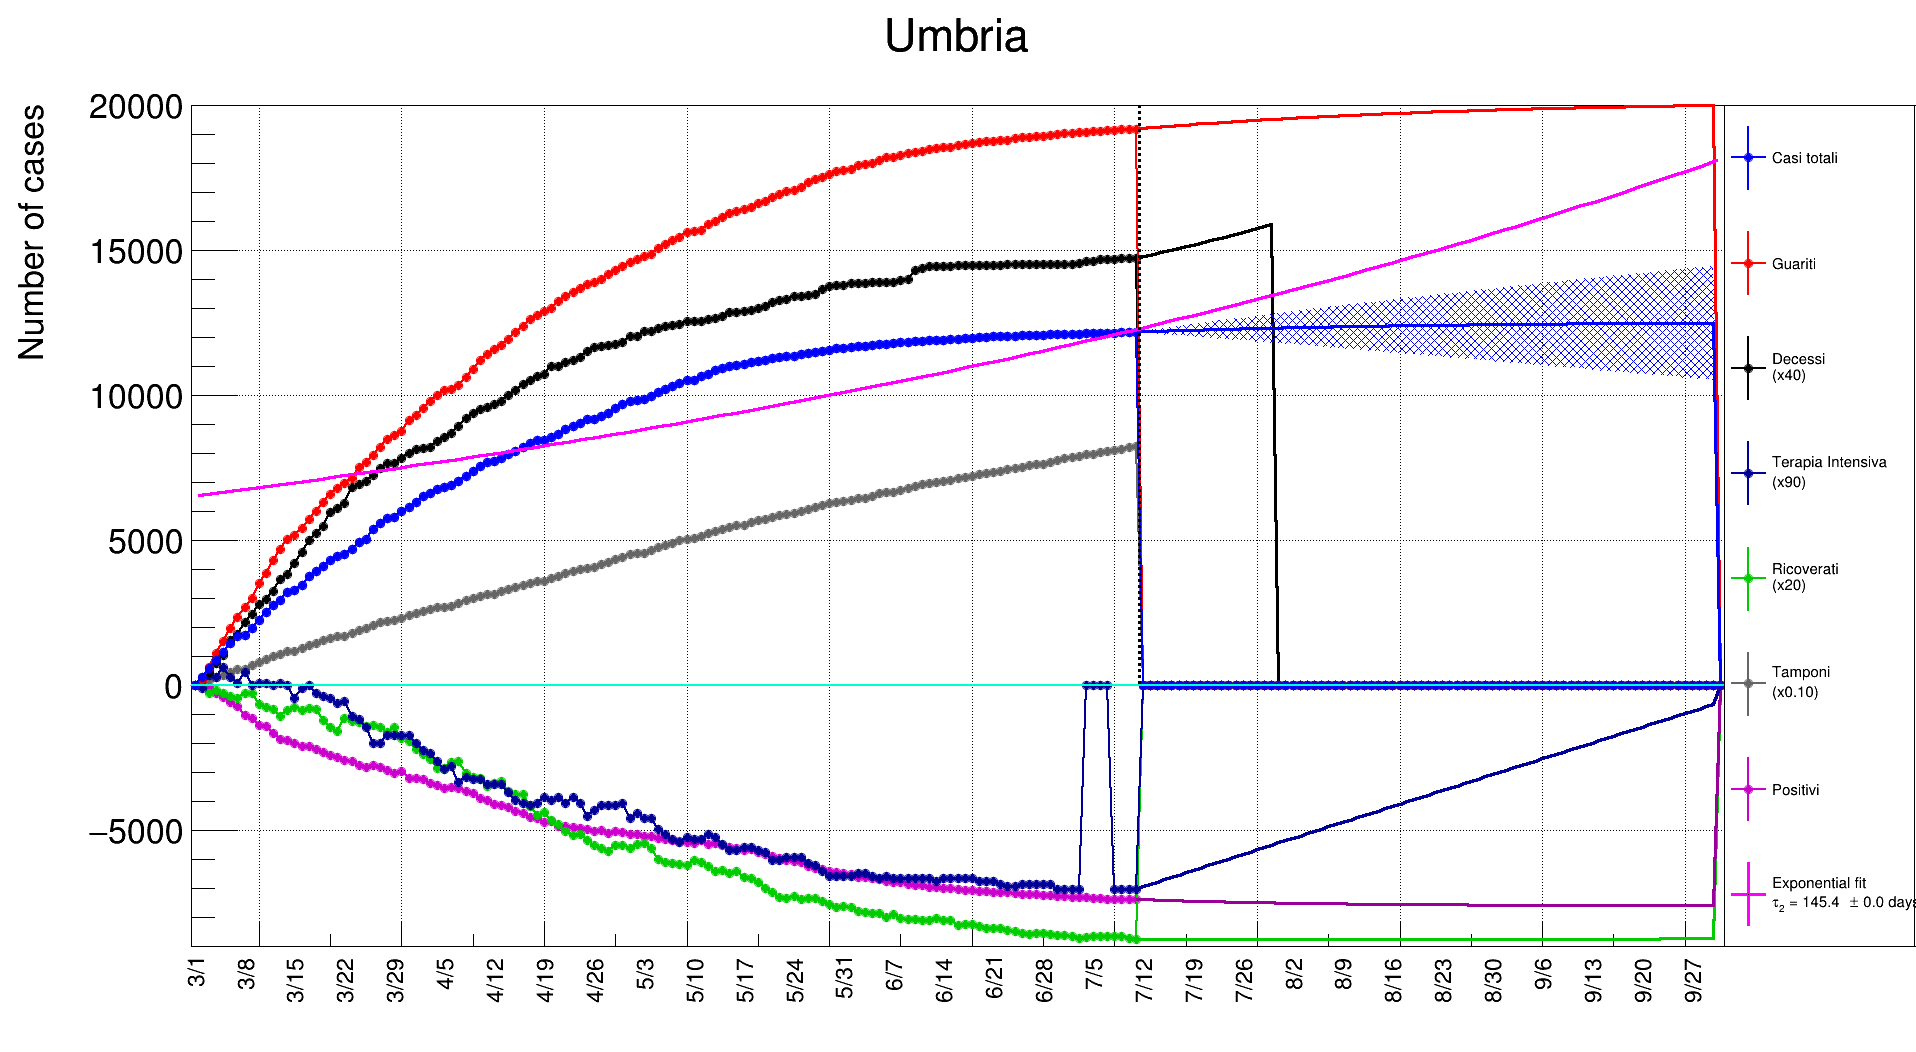 Umbria
Number of cases
20000
15000
10000
5000
0
−5000
3/1 3/8 3/15 3/22 3/29 4/5 4/12 4/19 4/26 5/3 5/10 5/17 5/24 5/31 6/7 6/14 6/21 6/28 7/5 7/12 7/19 7/26 8/2 8/9 8/16 8/23 8/30 9/6 9/13 9/20 9/27
Casi totali
Guariti
Decessi
(x40)
Terapia Intensiva
(x90)
Ricoverati
(x20)
Tamponi
(x0.10)
Positivi
Exponential fit
τ2 = 145.4 ± 0.0 days